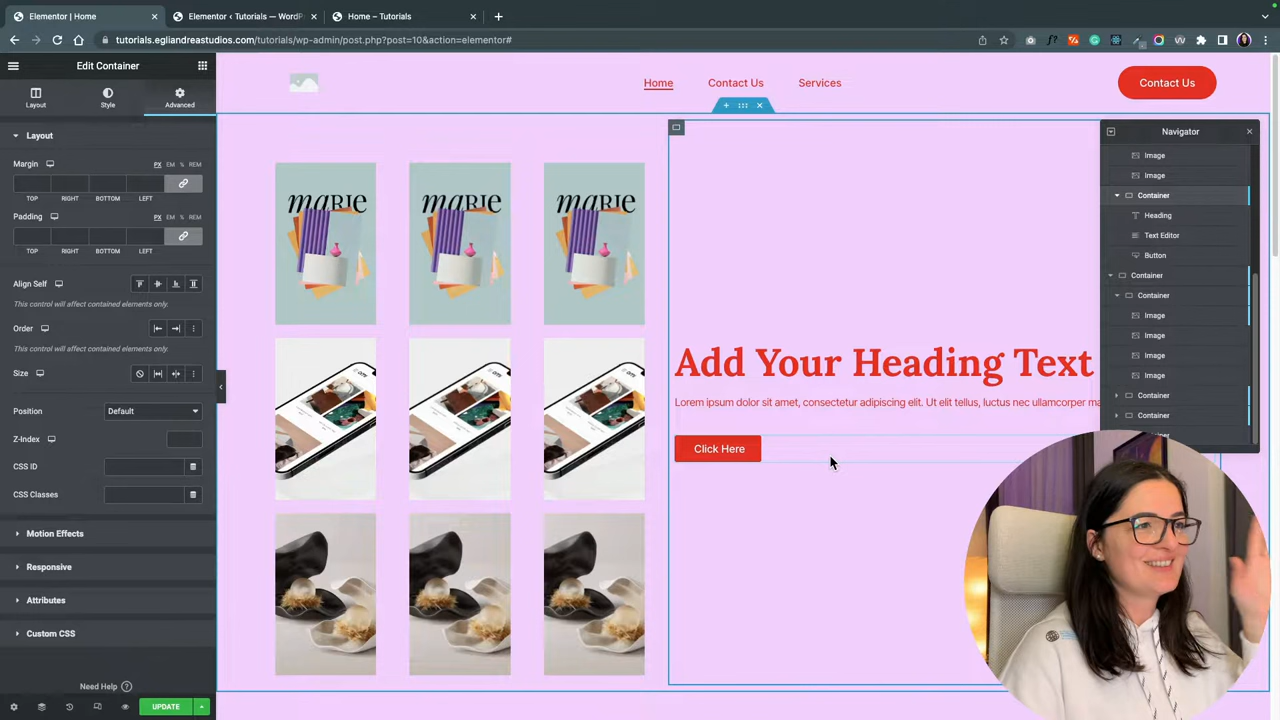 Elementor | Home
Elementor ‹ Tutorials — WordP
Home – Tutorials
tutorials.egliandreastudios.com/tutorials/wp-admin/post.php?post=10&action=elementor#
Edit Container
Layout
Style
Advanced
Layout
Margin
PX EM % REM
TOP RIGHT BOTTOM LEFT
Padding
PX EM % REM
TOP RIGHT BOTTOM LEFT
Align Self
This control will affect contained elements only.
Order
This control will affect contained elements only.
Size
Position
Default
Z-Index
CSS ID
CSS Classes
Motion Effects
Responsive
Attributes
Custom CSS
Need Help
UPDATE
Home
Contact Us
Services
Contact Us
MARIE
MARIE
MARIE
Add Your Heading Text
Lorem ipsum dolor sit amet, consectetur adipiscing elit. Ut elit tellus, luctus nec ullamcorper ma
Click Here
Navigator
Image
Image
Container
Heading
Text Editor
Button
Container
Container
Image
Image
Image
Image
Container
Container